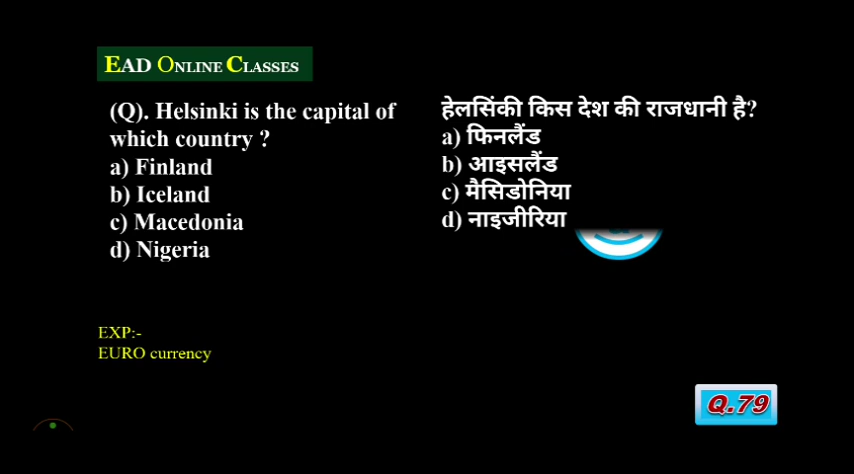 EAD ONLINE CLASSES
(Q). Helsinki is the capital of
which country ?
a) Finland
b) Iceland
c) Macedonia
d) Nigeria
हेलसिंकी किस देश की राजधानी है?
a) फिनलैंड
b) आइसलैंड
c) मैसिडोनिया
d) नाइजीरिया
EXP:-
EURO currency
Q.79